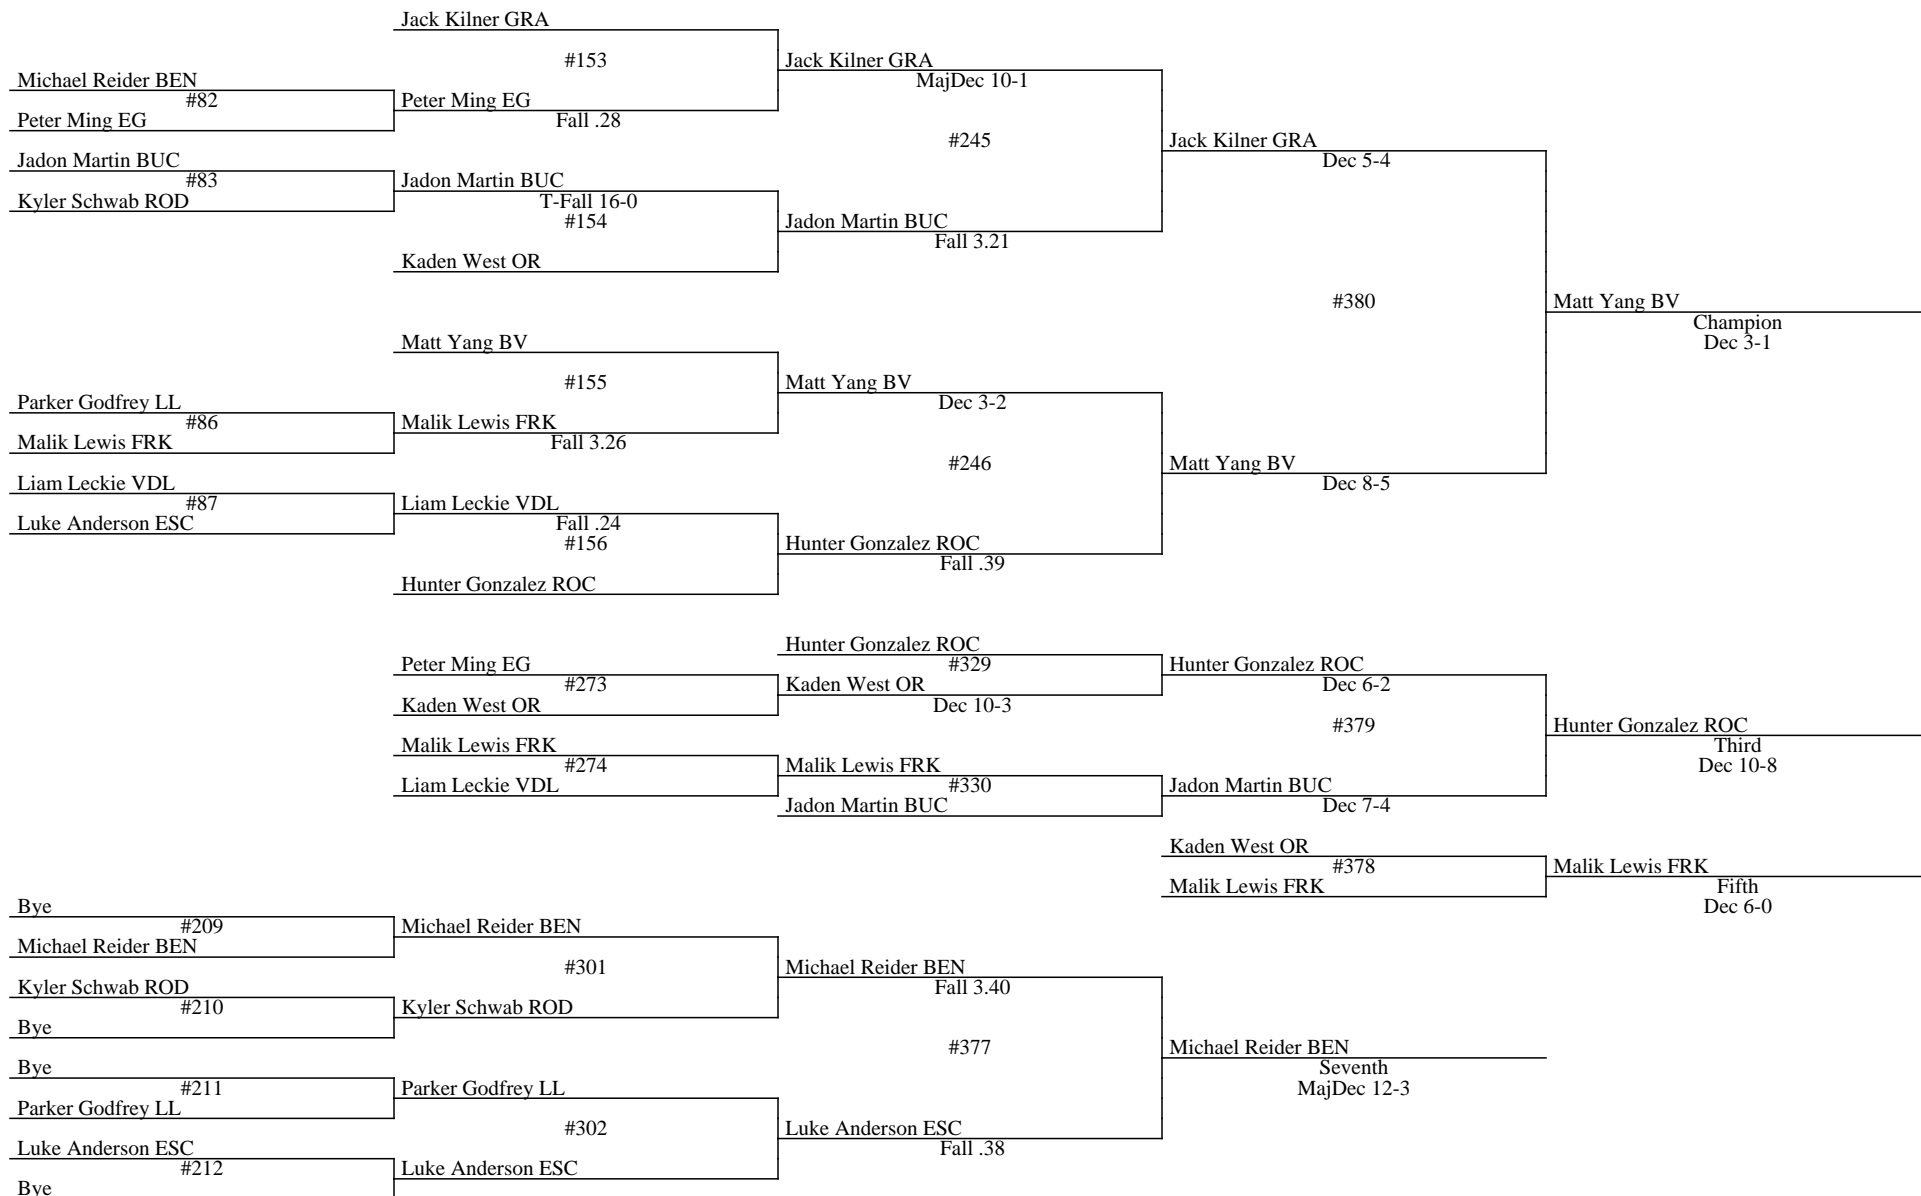 Jack Kilner GRA
#153
Jack Kilner GRA
Michael Reider BEN
MajDec 10-1
#82
Peter Ming EG
Peter Ming EG
Fall .28
#245
Jack Kilner GRA
Jadon Martin BUC
Dec 5-4
#83
Jadon Martin BUC
Kyler Schwab ROD
T-Fall 16-0
#154
Jadon Martin BUC
Fall 3.21
Kaden West OR
#380
Matt Yang BV
Champion
Matt Yang BV
Dec 3-1
#155
Matt Yang BV
Parker Godfrey LL
Dec 3-2
#86
Malik Lewis FRK
Malik Lewis FRK
Fall 3.26
#246
Matt Yang BV
Liam Leckie VDL
Dec 8-5
#87
Liam Leckie VDL
Luke Anderson ESC
Fall .24
#156
Hunter Gonzalez ROC
Fall .39
Hunter Gonzalez ROC
Hunter Gonzalez ROC
Peter Ming EG
#329
Hunter Gonzalez ROC
#273
Kaden West OR
Dec 6-2
Kaden West OR
Dec 10-3
#379
Hunter Gonzalez ROC
Malik Lewis FRK
Third
#274
Malik Lewis FRK
Dec 10-8
Liam Leckie VDL
#330
Jadon Martin BUC
Jadon Martin BUC
Dec 7-4
Kaden West OR
#378
Malik Lewis FRK
Malik Lewis FRK
Fifth
Dec 6-0
Bye
#209
Michael Reider BEN
Michael Reider BEN
#301
Michael Reider BEN
Kyler Schwab ROD
Fall 3.40
#210
Kyler Schwab ROD
Bye
#377
Michael Reider BEN
Bye
Seventh
#211
Parker Godfrey LL
MajDec 12-3
Parker Godfrey LL
#302
Luke Anderson ESC
Luke Anderson ESC
Fall .38
#212
Luke Anderson ESC
Bye